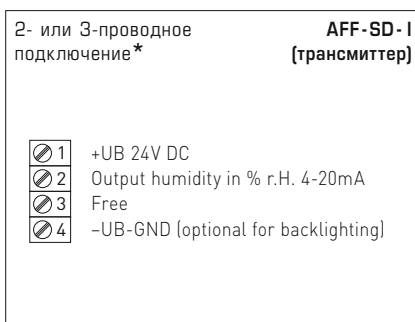 2- или 3-проводное AFF-SD-I
подключение* (трансмиттер)
1 +UB 24V DC
2 Output humidity in % r.H. 4-20mA
3 Free
4 –UB-GND (optional for backlighting)